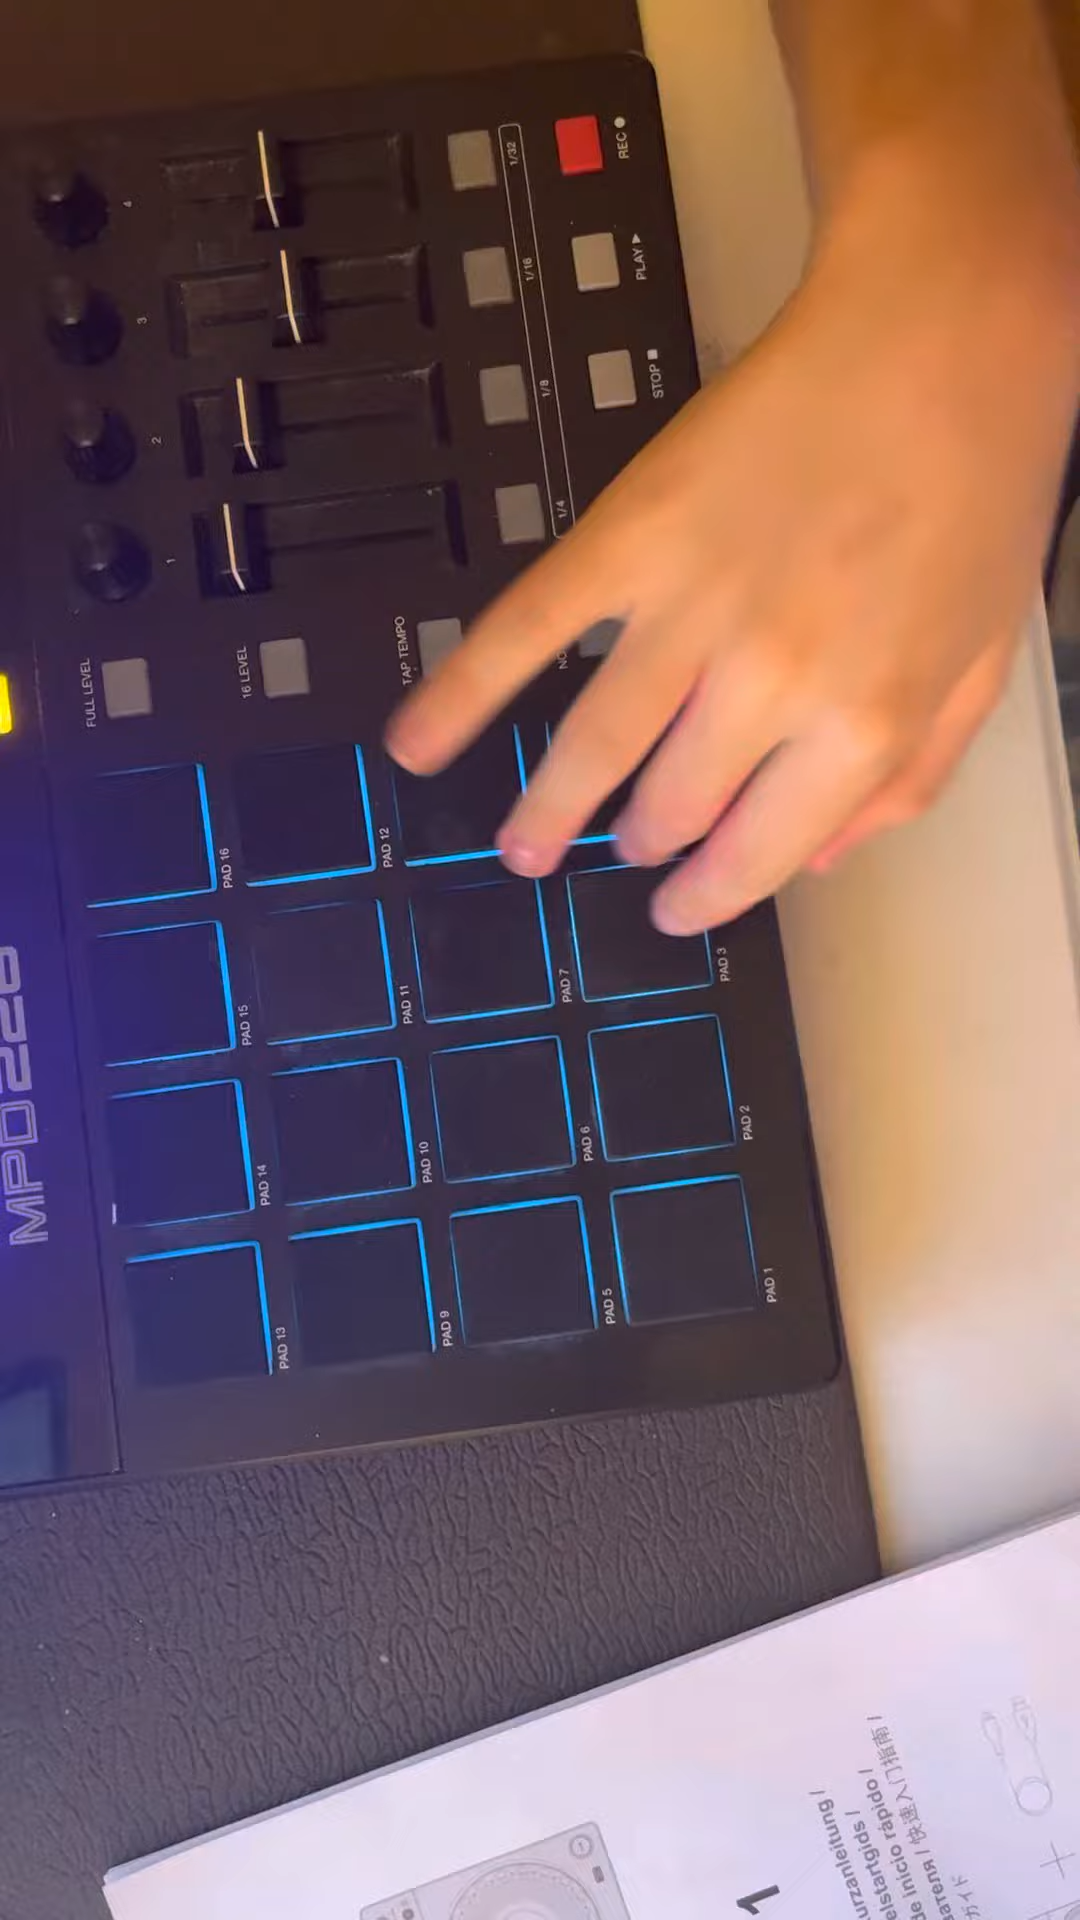 4
3
2
1
1/32
1/16
1/8
1/4
REC
PLAY
STOP
FULL LEVEL
16 LEVEL
TAP TEMPO
PAD 16
PAD 12
PAD 15
PAD 11
PAD 7
PAD 3
PAD 14
PAD 10
PAD 6
PAD 2
PAD 13
PAD 9
PAD 5
PAD 1
1
urzanleitung /
elstartgids /
de inicio rápido /
/ 快速入门指南 /
ガイド